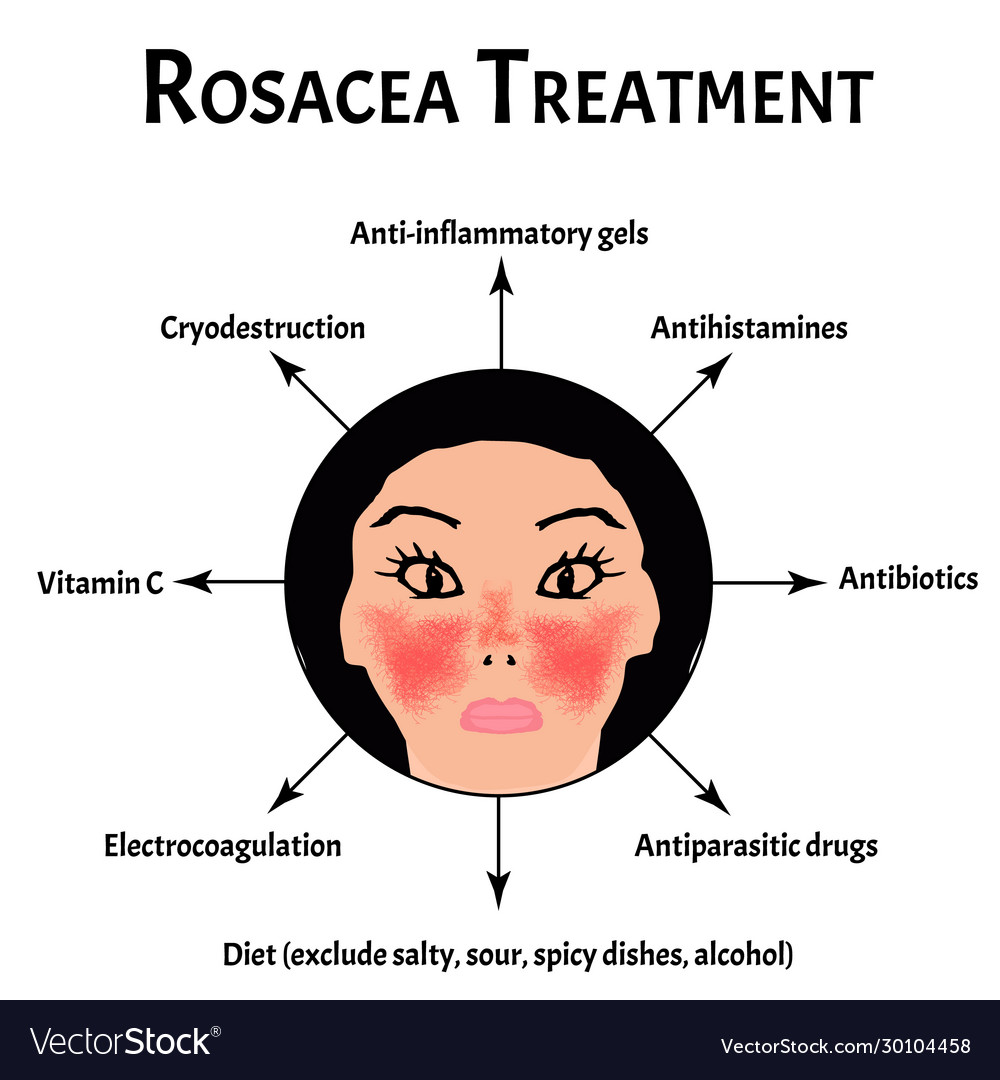 Rosacea Treatment
Anti-inflammatory gels
Cryodestruction
Antihistamines
Vitamin C
Antibiotics
Electrocoagulation
Antiparasitic drugs
Diet (exclude salty, sour, spicy dishes, alcohol)
VectorStock®
VectorStock.com/30104458